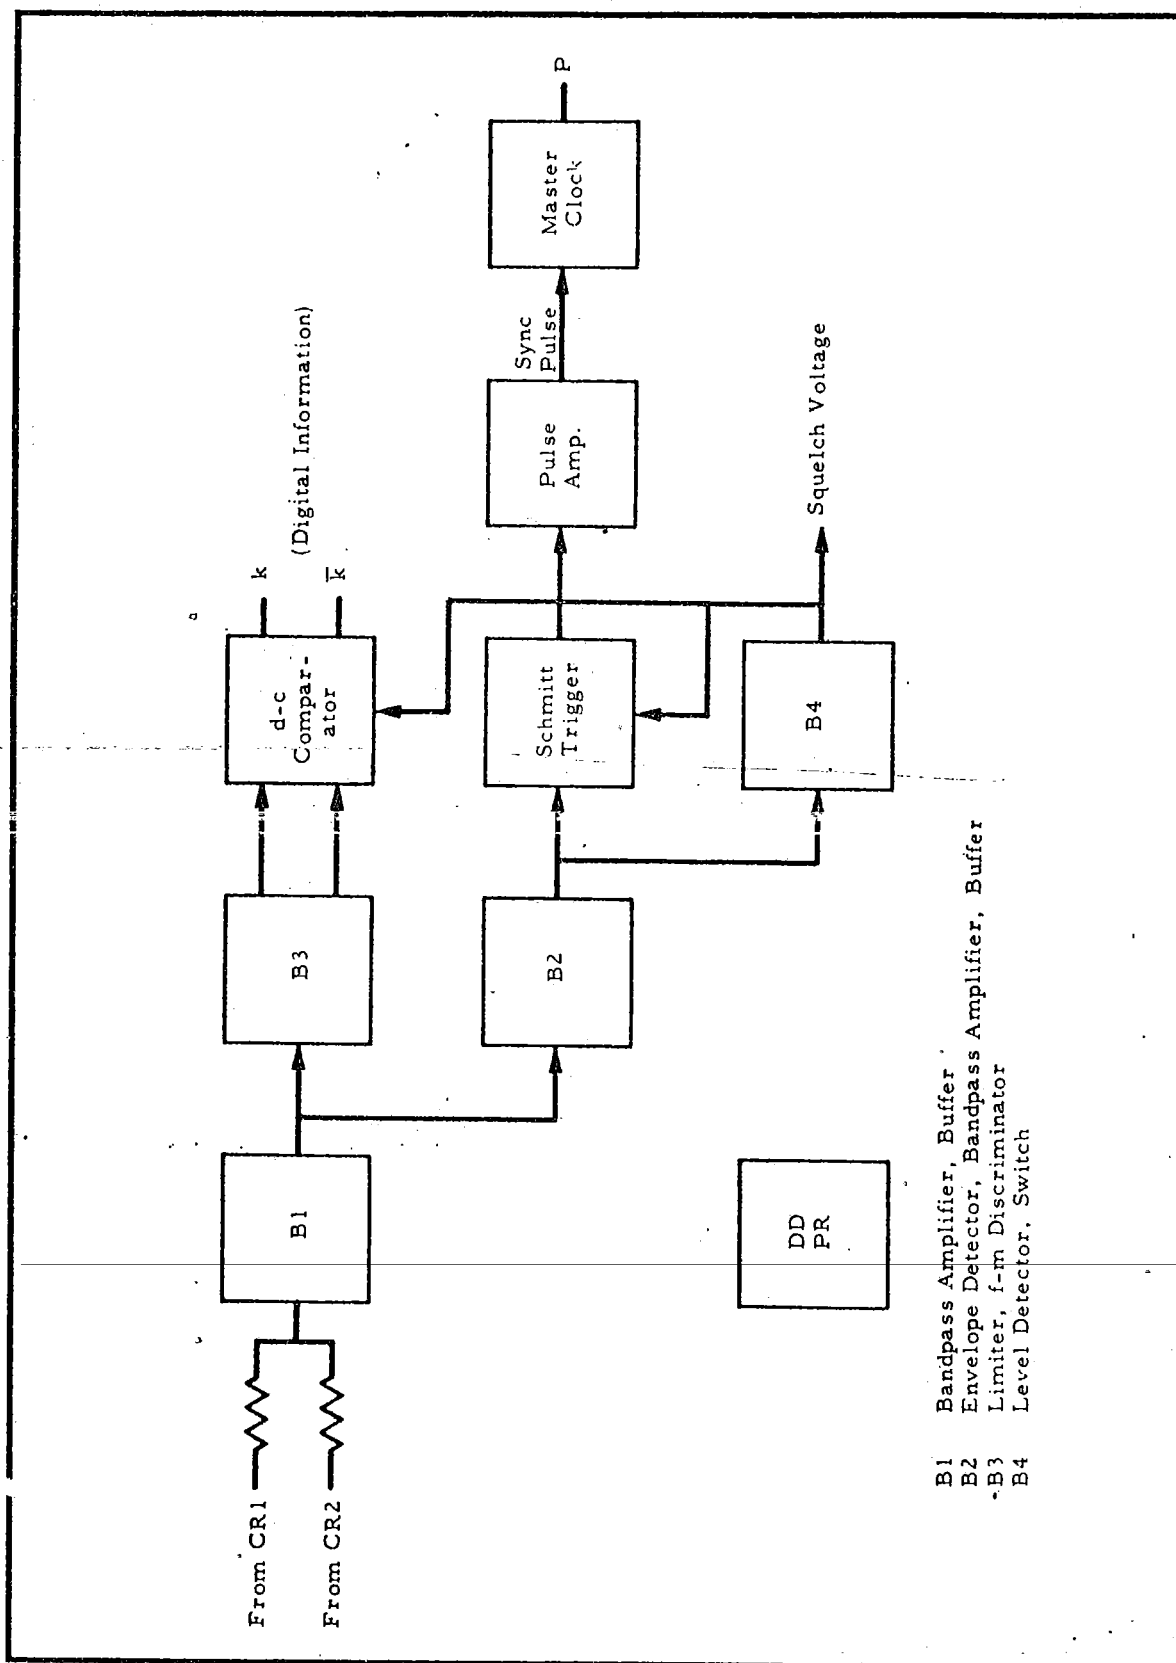 From CR1
From CR2
B1
B3
B2
d-c
Compar-
ator
k
k̅
(Digital Information)
Schmitt
Trigger
Pulse
Amp.
Sync
Pulse
Master
Clock
P
B4
Squelch Voltage
DD
PR
B1 Bandpass Amplifier, Buffer
B2 Envelope Detector, Bandpass Amplifier, Buffer
B3 Limiter, f-m Discriminator
B4 Level Detector, Switch